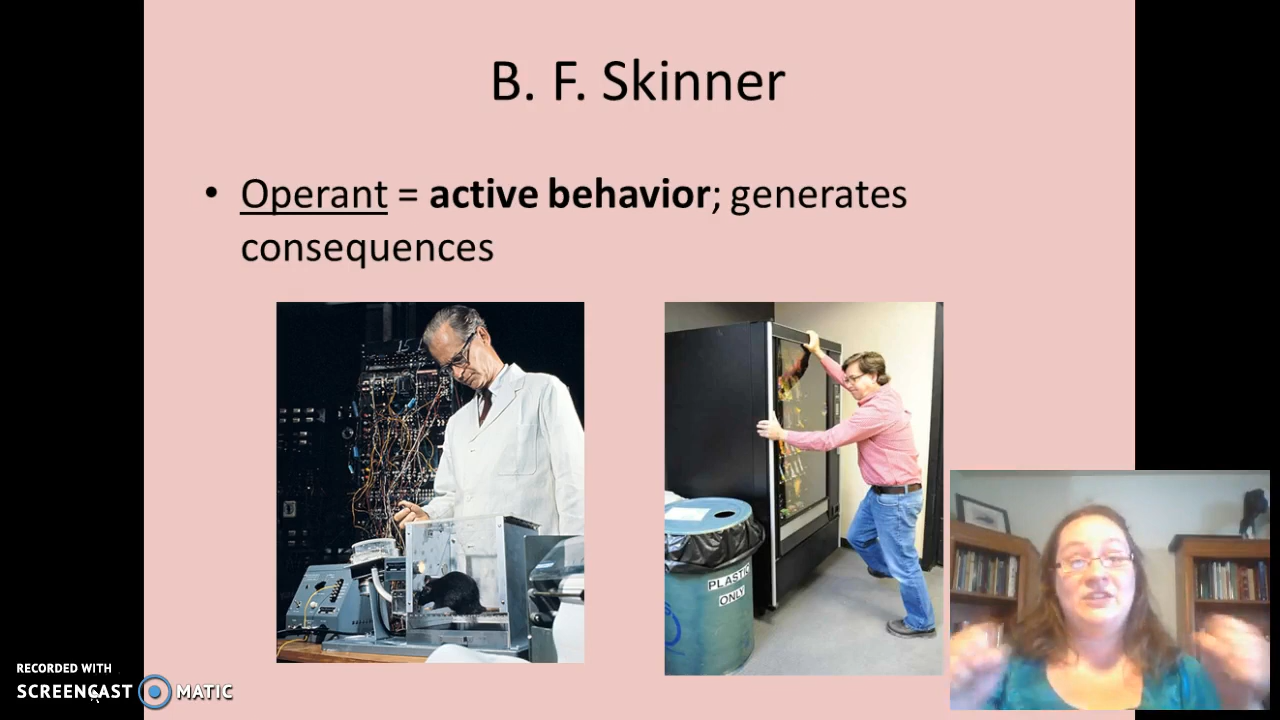 B. F. Skinner
• Operant = active behavior; generates
consequences
PLASTIC
ONLY
RECORDED WITH
SCREENCAST MATIC